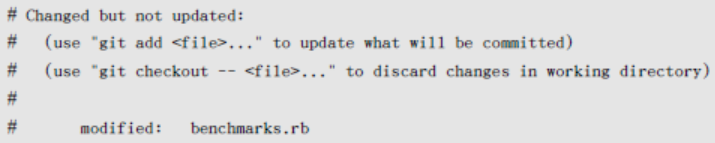 # Changed but not updated:
#   (use "git add <file>..." to update what will be committed)
#   (use "git checkout -- <file>..." to discard changes in working directory)
#
#       modified:   benchmarks.rb